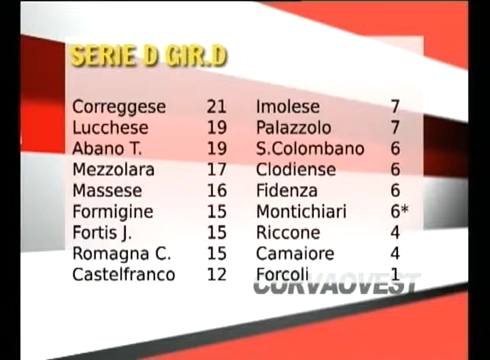 SERIE D GIR.D
Correggese 21 Imolese 7
Lucchese 19 Palazzolo 7
Abano T. 19 S.Colombano 6
Mezzolara 17 Clodiense 6
Massese 16 Fidenza 6
Formigine 15 Montichiari 6*
Fortis J. 15 Riccone 4
Romagna C. 15 Camaiore 4
Castelfranco 12 Forcoli 1
CURVAOVEST